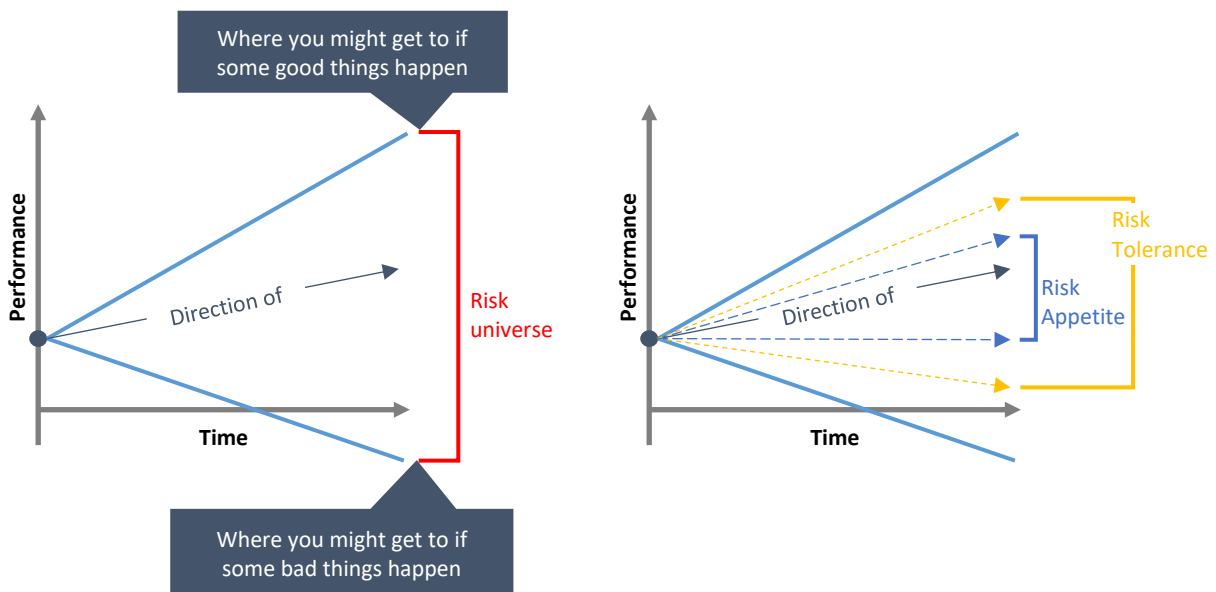 Where you might get to if
some good things happen
Performance
Direction of
Risk
universe
Time
Where you might get to if
some bad things happen
Performance
Direction of
Risk
Tolerance
Risk
Appetite
Time